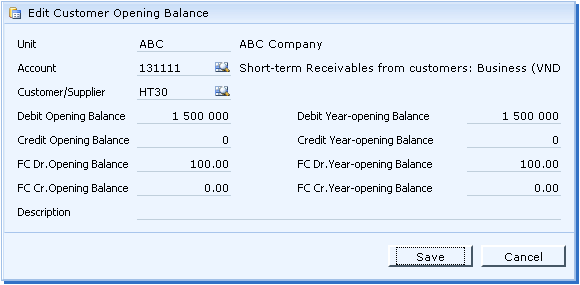 Edit Customer Opening Balance
Unit ABC ABC Company
Account 131111 Short-term Receivables from customers: Business (VND
Customer/Supplier HT30
Debit Opening Balance 1 500 000 Debit Year-opening Balance 1 500 000
Credit Opening Balance 0 Credit Year-opening Balance 0
FC Dr.Opening Balance 100.00 FC Dr.Year-opening Balance 100.00
FC Cr.Opening Balance 0.00 FC Cr.Year-opening Balance 0.00
Description
Save Cancel